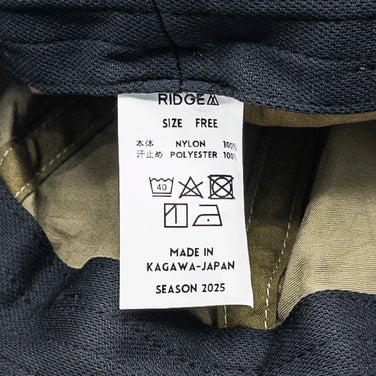 RIDGE
SIZE FREE
本体 NYLON 100%
汗止め POLYESTER 100%
40
MADE IN
KAGAWA-JAPAN
SEASON 2025